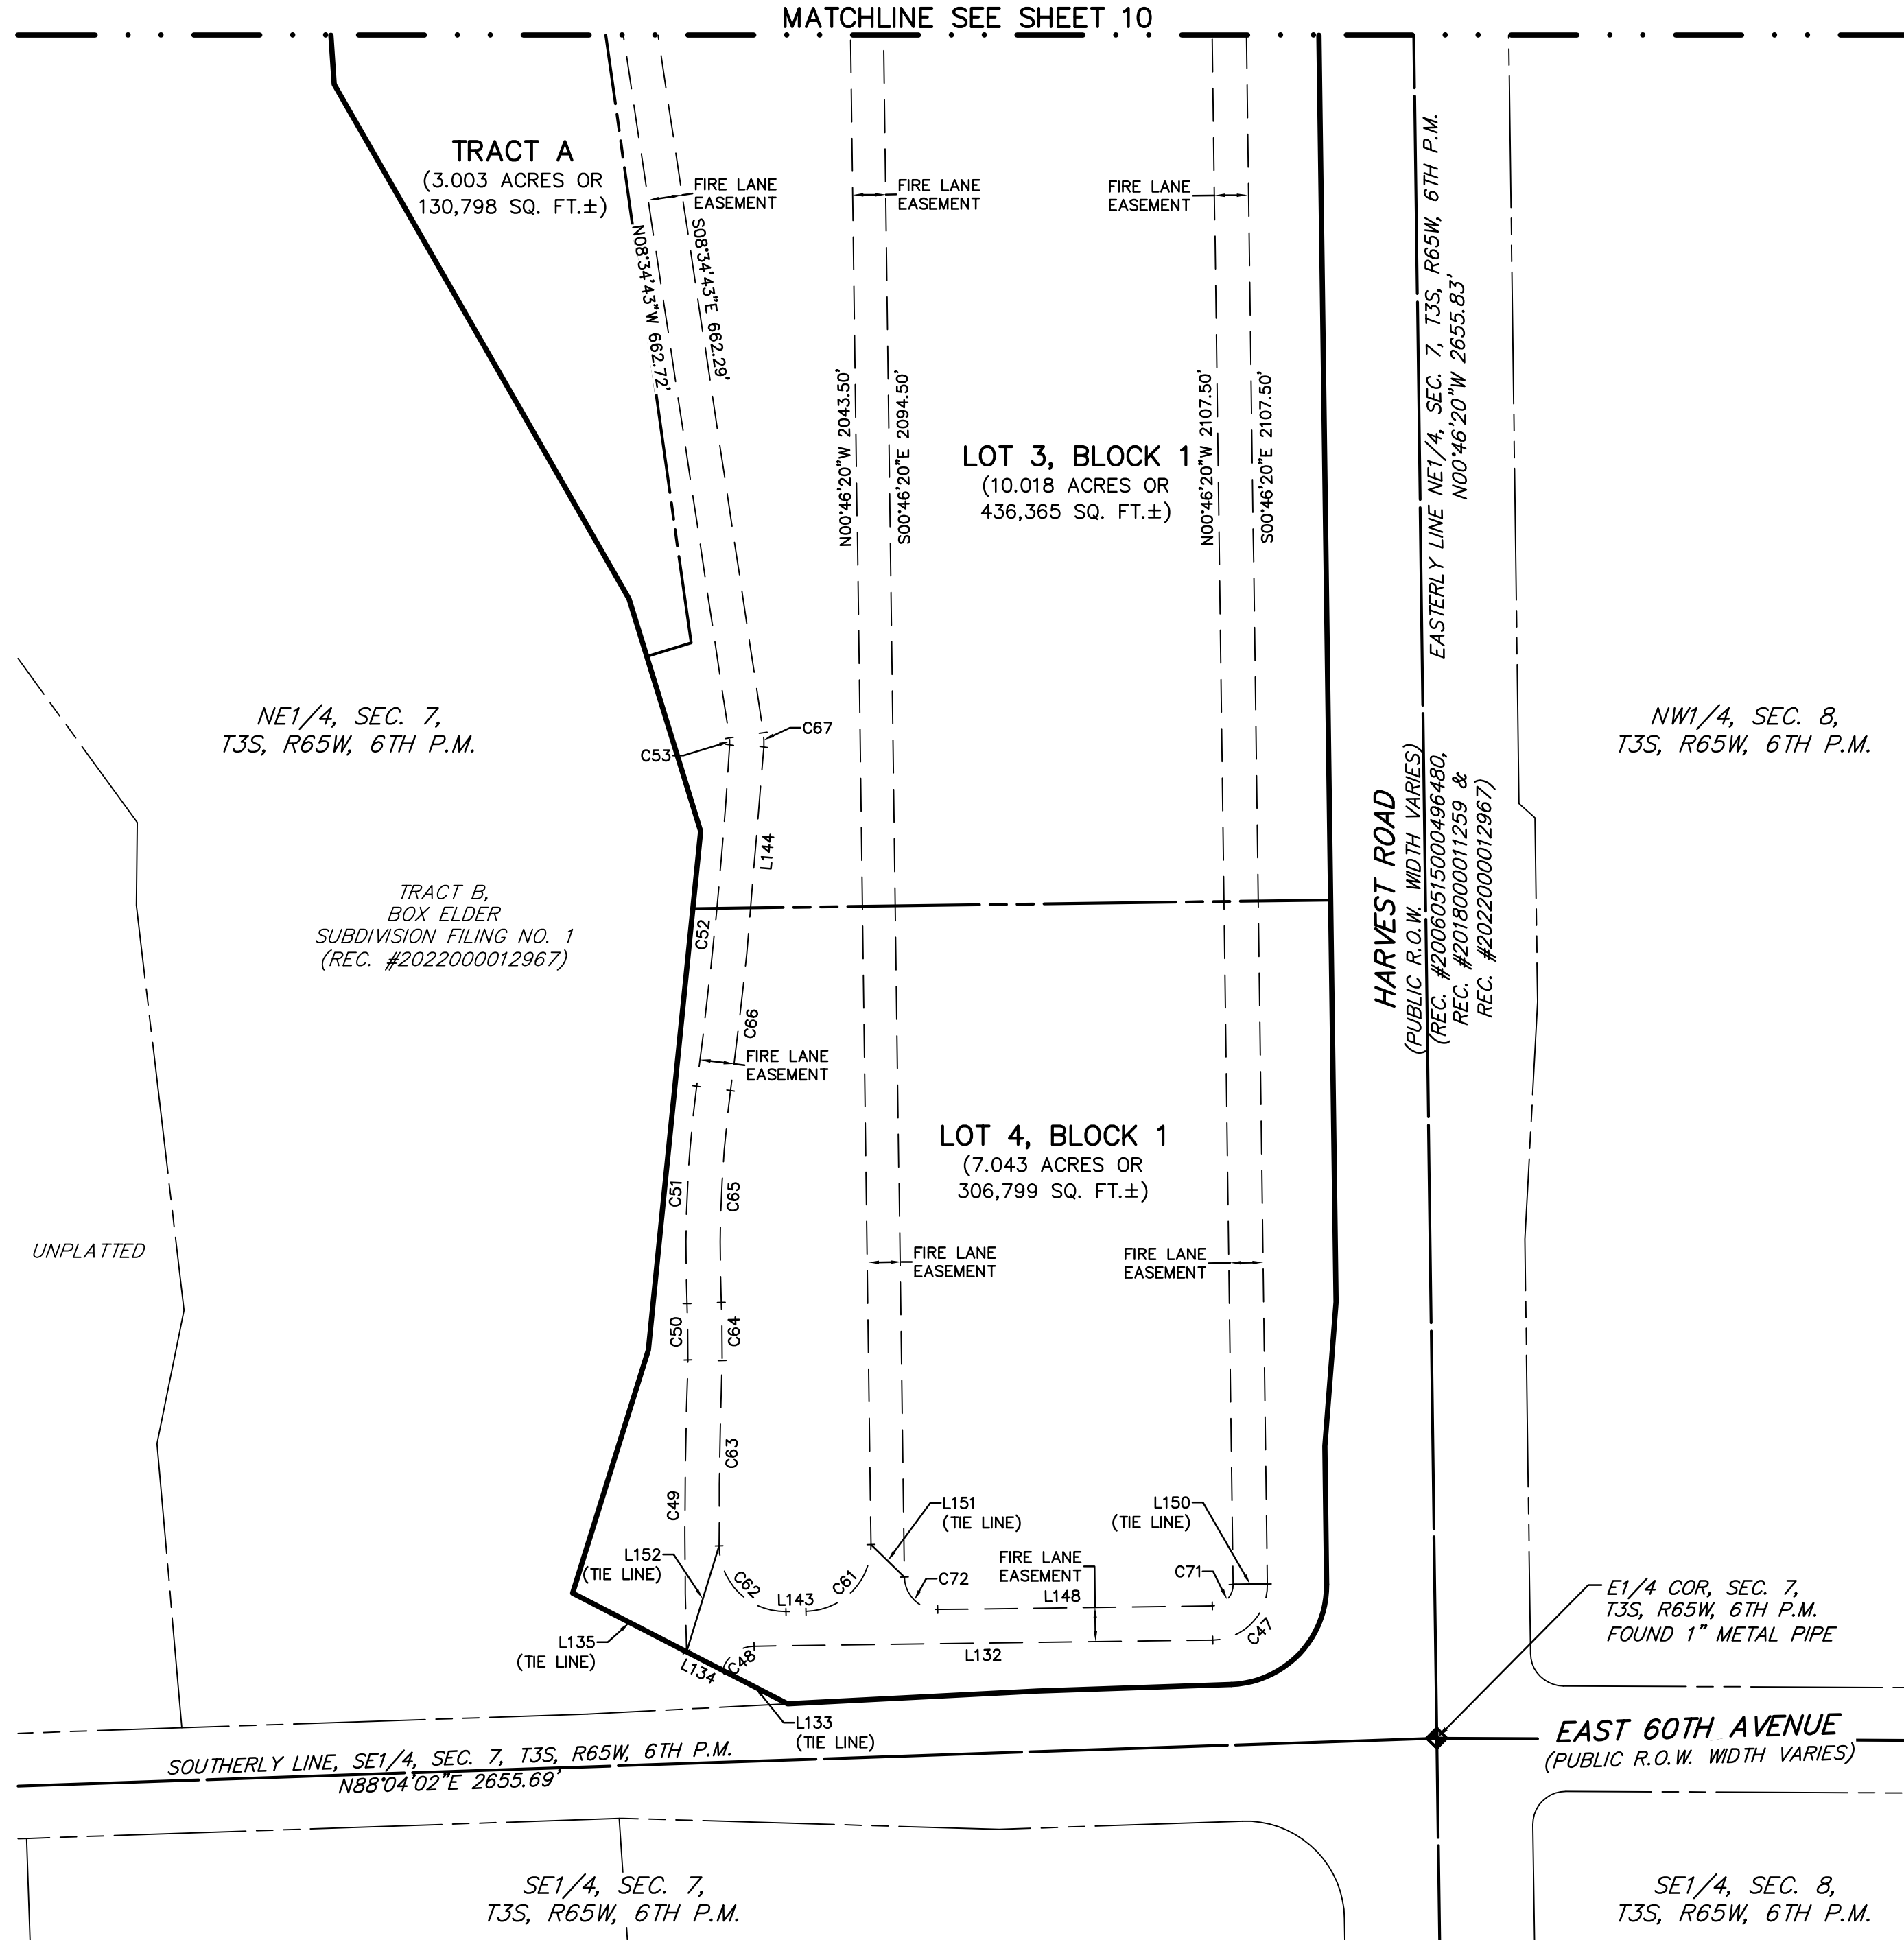 MATCHLINE SEE SHEET 10
TRACT A
(3.003 ACRES OR
130,798 SQ. FT.±)
FIRE LANE
EASEMENT
FIRE LANE
EASEMENT
FIRE LANE
EASEMENT
N08°34'43"W 662.72'
S08°34'43"E 662.29'
N00°46'20"W 2043.50'
S00°46'20"E 2094.50'
N00°46'20"W 2107.50'
S00°46'20"E 2107.50'
EASTERLY LINE NE1/4, SEC. 7, T3S, R65W, 6TH P.M.
N00°46'20"W 2655.83'
LOT 3, BLOCK 1
(10.018 ACRES OR
436,365 SQ. FT.±)
NE1/4, SEC. 7,
T3S, R65W, 6TH P.M.
C53
C67
NW1/4, SEC. 8,
T3S, R65W, 6TH P.M.
L144
HARVEST ROAD
(PUBLIC R.O.W. WIDTH VARIES)
(REC. #20060515000496480,
REC. #2018000011259 &
REC. #2022000012967)
TRACT B,
BOX ELDER
SUBDIVISION FILING NO. 1
(REC. #2022000012967)
C52
C66
FIRE LANE
EASEMENT
LOT 4, BLOCK 1
(7.043 ACRES OR
306,799 SQ. FT.±)
C51
C65
UNPLATTED
FIRE LANE
EASEMENT
FIRE LANE
EASEMENT
C50
C64
C63
C49
L151
(TIE LINE)
L150
(TIE LINE)
L152
(TIE LINE)
FIRE LANE
EASEMENT
C62
L143
C61
C72
L148
C71
C47
E1/4 COR, SEC. 7,
T3S, R65W, 6TH P.M.
FOUND 1" METAL PIPE
L135
(TIE LINE)
L134
C48
L132
L133
(TIE LINE)
EAST 60TH AVENUE
(PUBLIC R.O.W. WIDTH VARIES)
SOUTHERLY LINE, SE1/4, SEC. 7, T3S, R65W, 6TH P.M.
N88°04'02"E 2655.69'
SE1/4, SEC. 7,
T3S, R65W, 6TH P.M.
SE1/4, SEC. 8,
T3S, R65W, 6TH P.M.